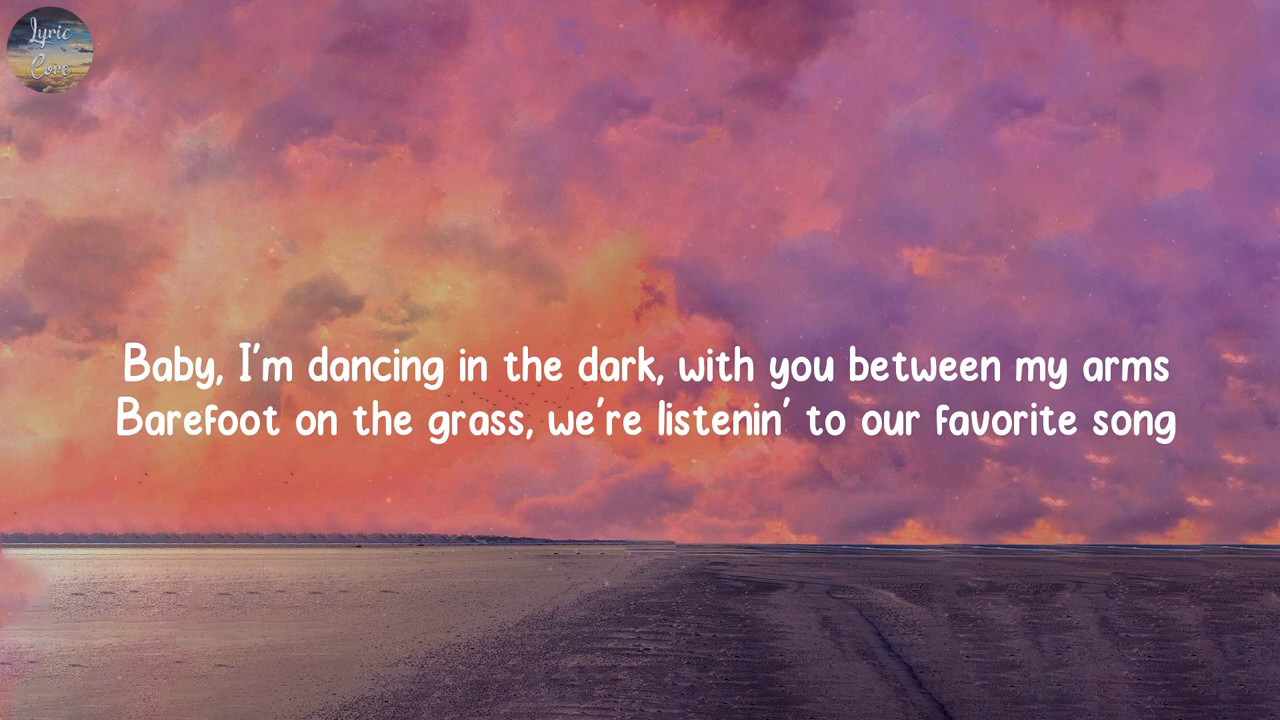 Lyric
Core
Baby, I'm dancing in the dark, with you between my arms
Barefoot on the grass, we're listenin' to our favorite song